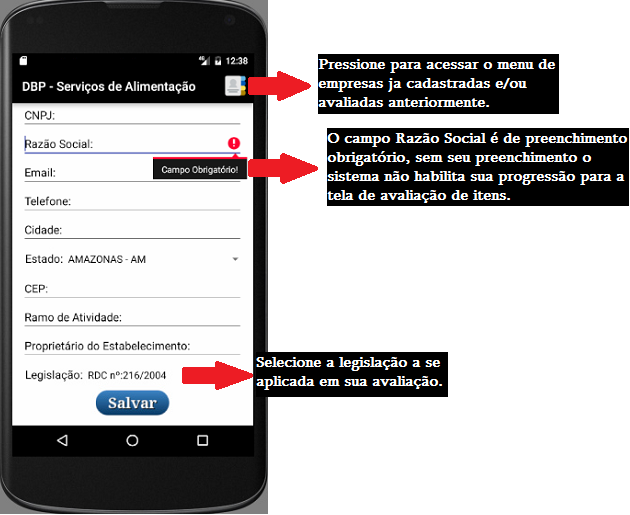 4G 12:38
DBP - Serviços de Alimentação
Pressione para acessar o menu de
empresas ja cadastradas e/ou
avaliadas anteriormente.
CNPJ:
Razão Social:
Campo Obrigatório!
O campo Razão Social é de preenchimento
obrigatório, sem seu preenchimento o
sistema não habilita sua progressão para a
tela de avaliação de itens.
Email:
Telefone:
Cidade:
Estado: AMAZONAS - AM
CEP:
Ramo de Atividade:
Proprietário do Estabelecimento:
Legislação: RDC nº:216/2004
Selecione a legislação a se
aplicada em sua avaliação.
Salvar